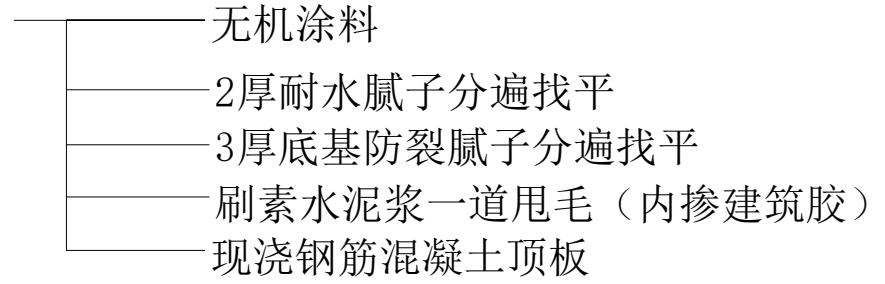 无机涂料
2厚耐水腻子分遍找平
3厚底基防裂腻子分遍找平
刷素水泥浆一道甩毛（内掺建筑胶）
现浇钢筋混凝土顶板